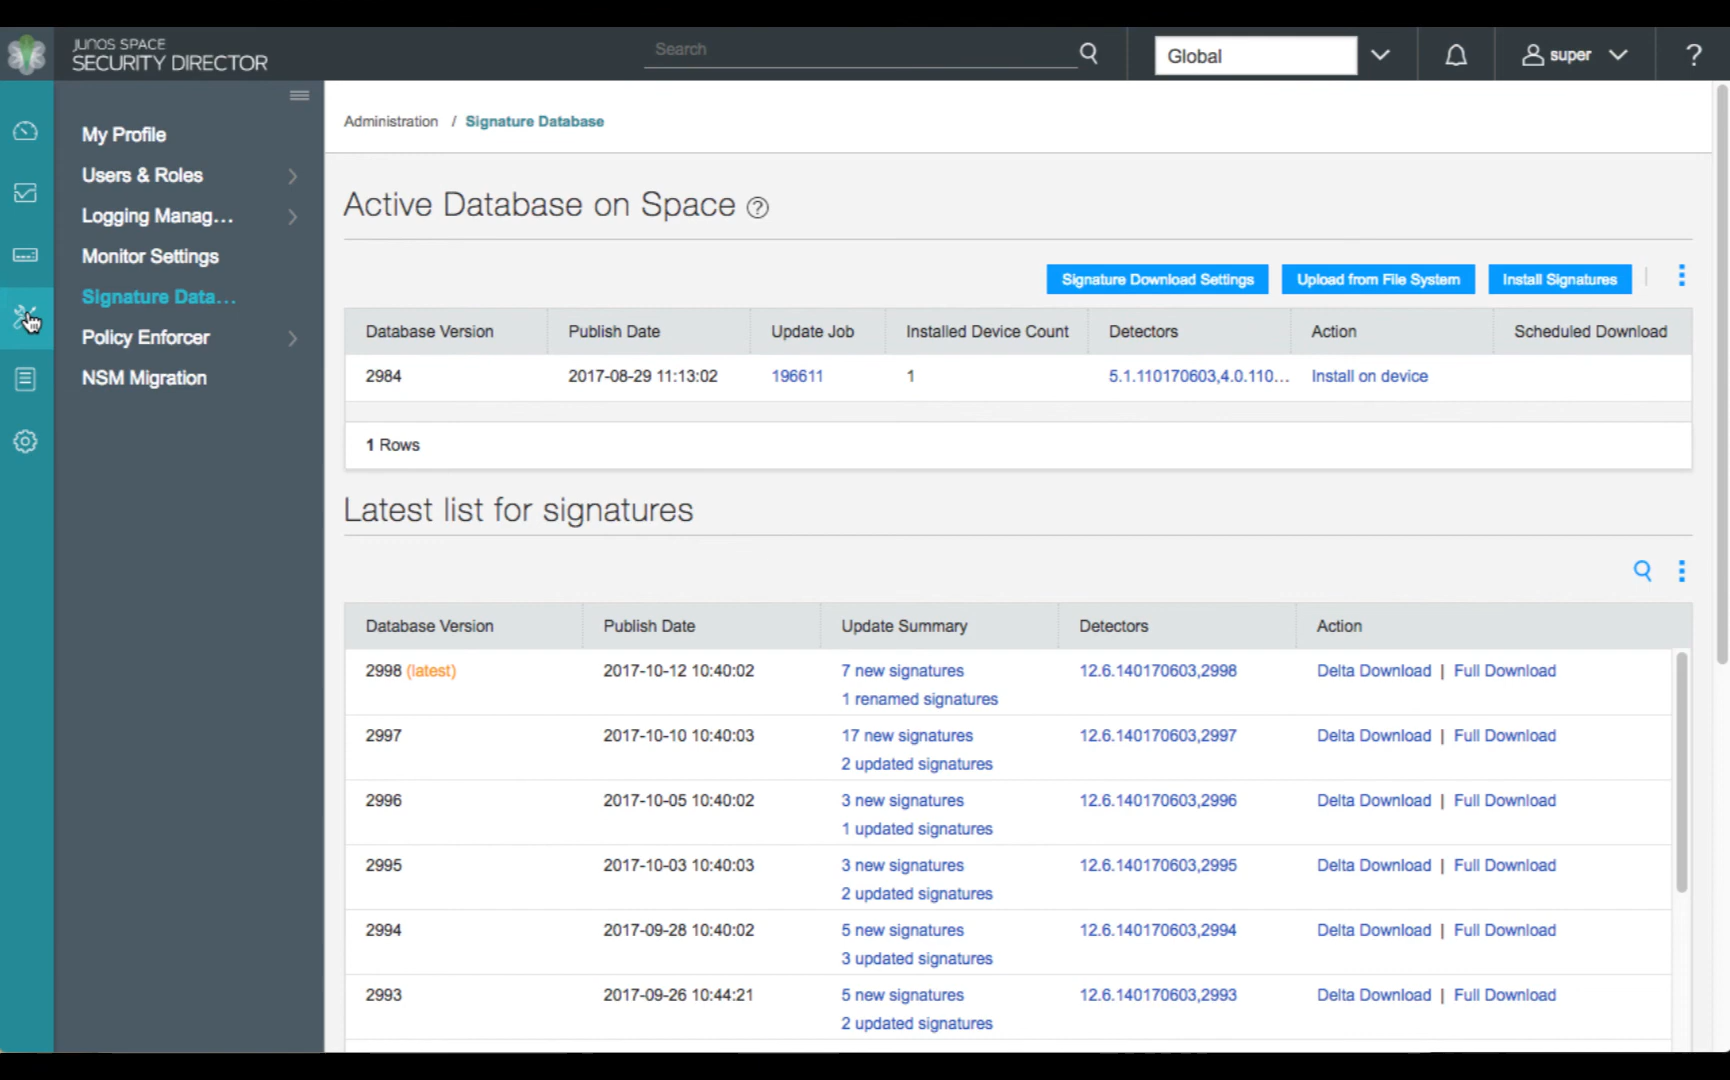 JUNOS SPACE
SECURITY DIRECTOR
Search
Global
super
?
My Profile
Users & Roles
Logging Manag...
Monitor Settings
Signature Data...
Policy Enforcer
NSM Migration
Administration / Signature Database
Active Database on Space ?
Signature Download Settings Upload from File System Install Signatures
Database Version Publish Date Update Job Installed Device Count Detectors Action Scheduled Download
2984 2017-08-29 11:13:02 196611 1 5.1.110170603,4.0.110... Install on device
1 Rows
Latest list for signatures
Database Version Publish Date Update Summary Detectors Action
2998 (latest) 2017-10-12 10:40:02 7 new signatures 12.6.140170603,2998 Delta Download | Full Download
1 renamed signatures
2997 2017-10-10 10:40:03 17 new signatures 12.6.140170603,2997 Delta Download | Full Download
2 updated signatures
2996 2017-10-05 10:40:02 3 new signatures 12.6.140170603,2996 Delta Download | Full Download
1 updated signatures
2995 2017-10-03 10:40:03 3 new signatures 12.6.140170603,2995 Delta Download | Full Download
2 updated signatures
2994 2017-09-28 10:40:02 5 new signatures 12.6.140170603,2994 Delta Download | Full Download
3 updated signatures
2993 2017-09-26 10:44:21 5 new signatures 12.6.140170603,2993 Delta Download | Full Download
2 updated signatures